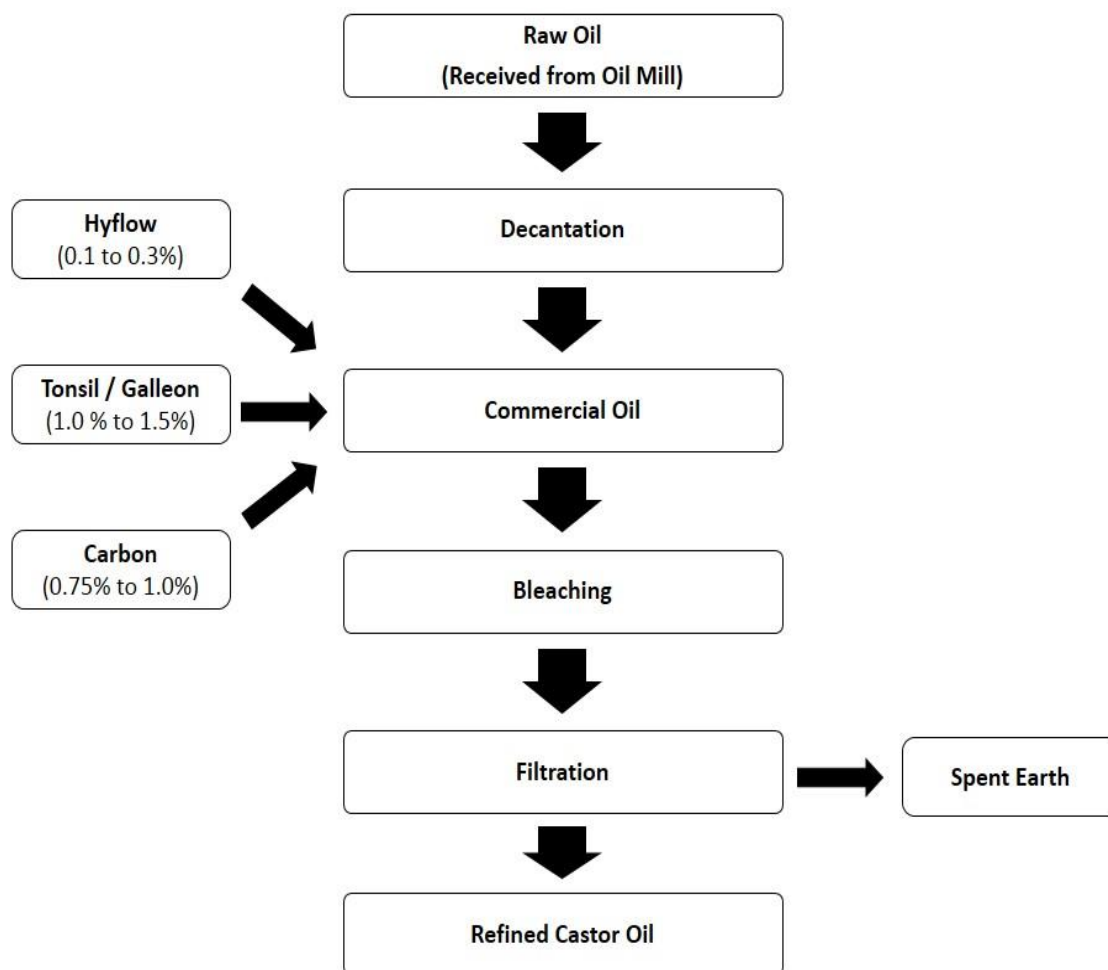 Raw Oil
(Received from Oil Mill)
Decantation
Hyflow
(0.1 to 0.3%)
Tonsil / Galleon
(1.0 % to 1.5%)
Commercial Oil
Carbon
(0.75% to 1.0%)
Bleaching
Filtration
Spent Earth
Refined Castor Oil